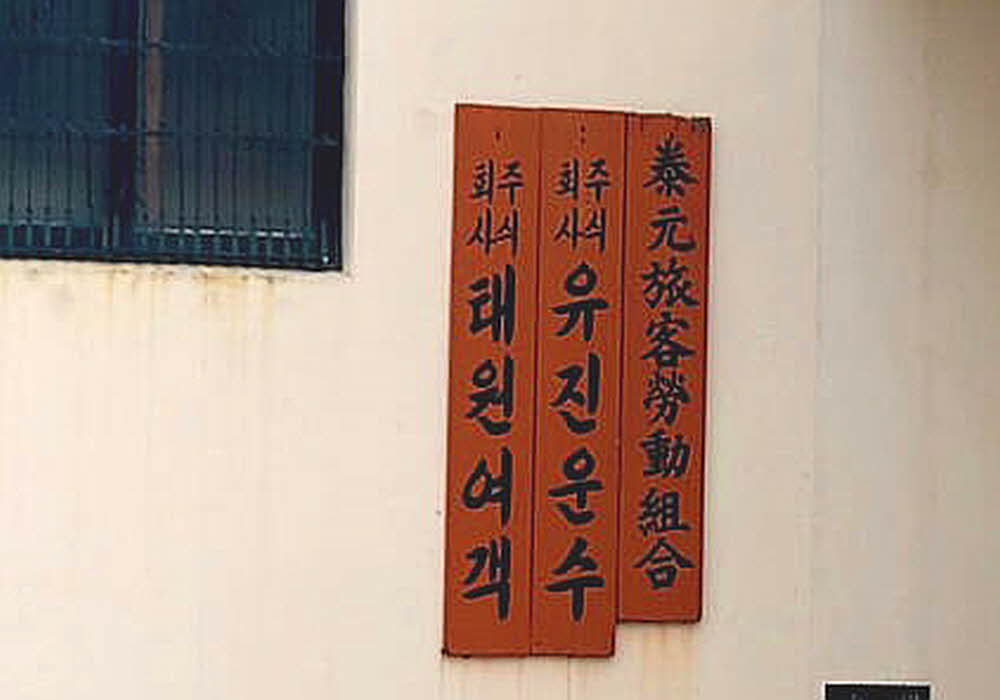 주식회사 태원여객
주식회사 유진운수
泰元旅客勞動組合